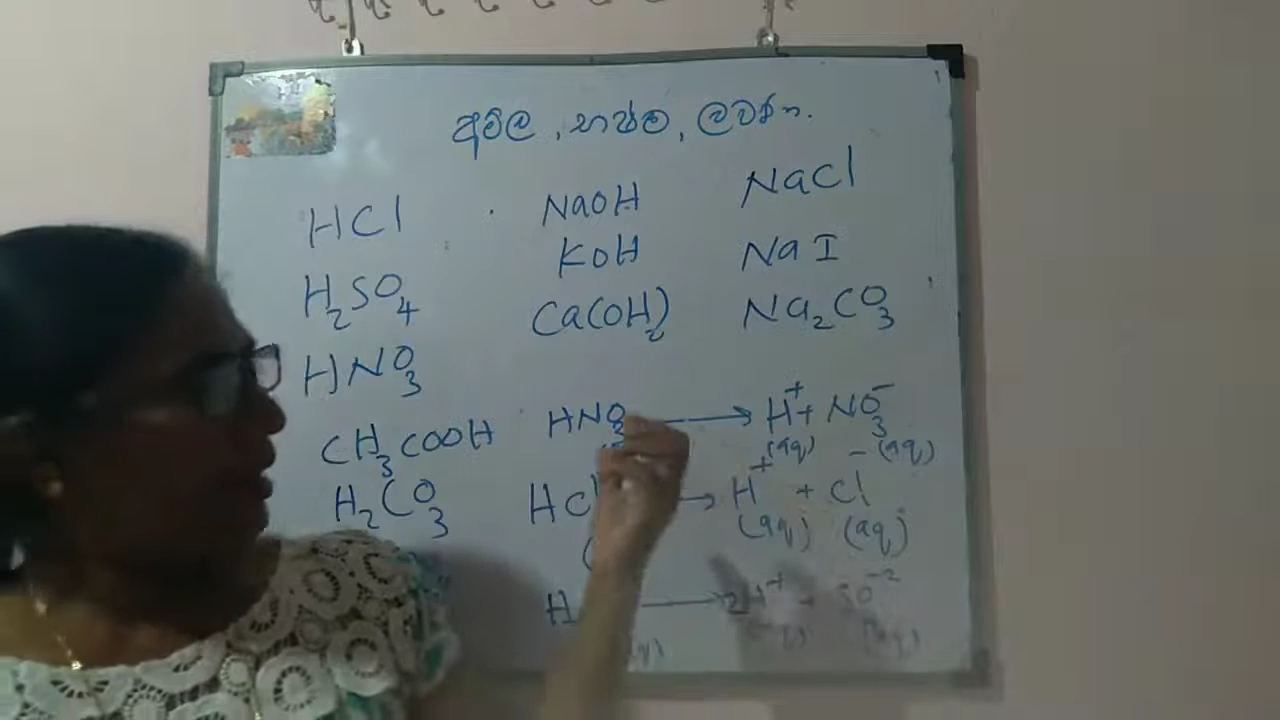 අම්ල, භාෂ්ම, ලවණ.
HCl NaOH NaCl
H2SO4 KOH NaI
HNO3 Ca(OH)2 Na2CO3
CH3COOH HNO3 → H+ + NO3-
(aq) (aq)
H2CO3 HCl → H+ + Cl-
(aq) (aq)
H → 2H+ +